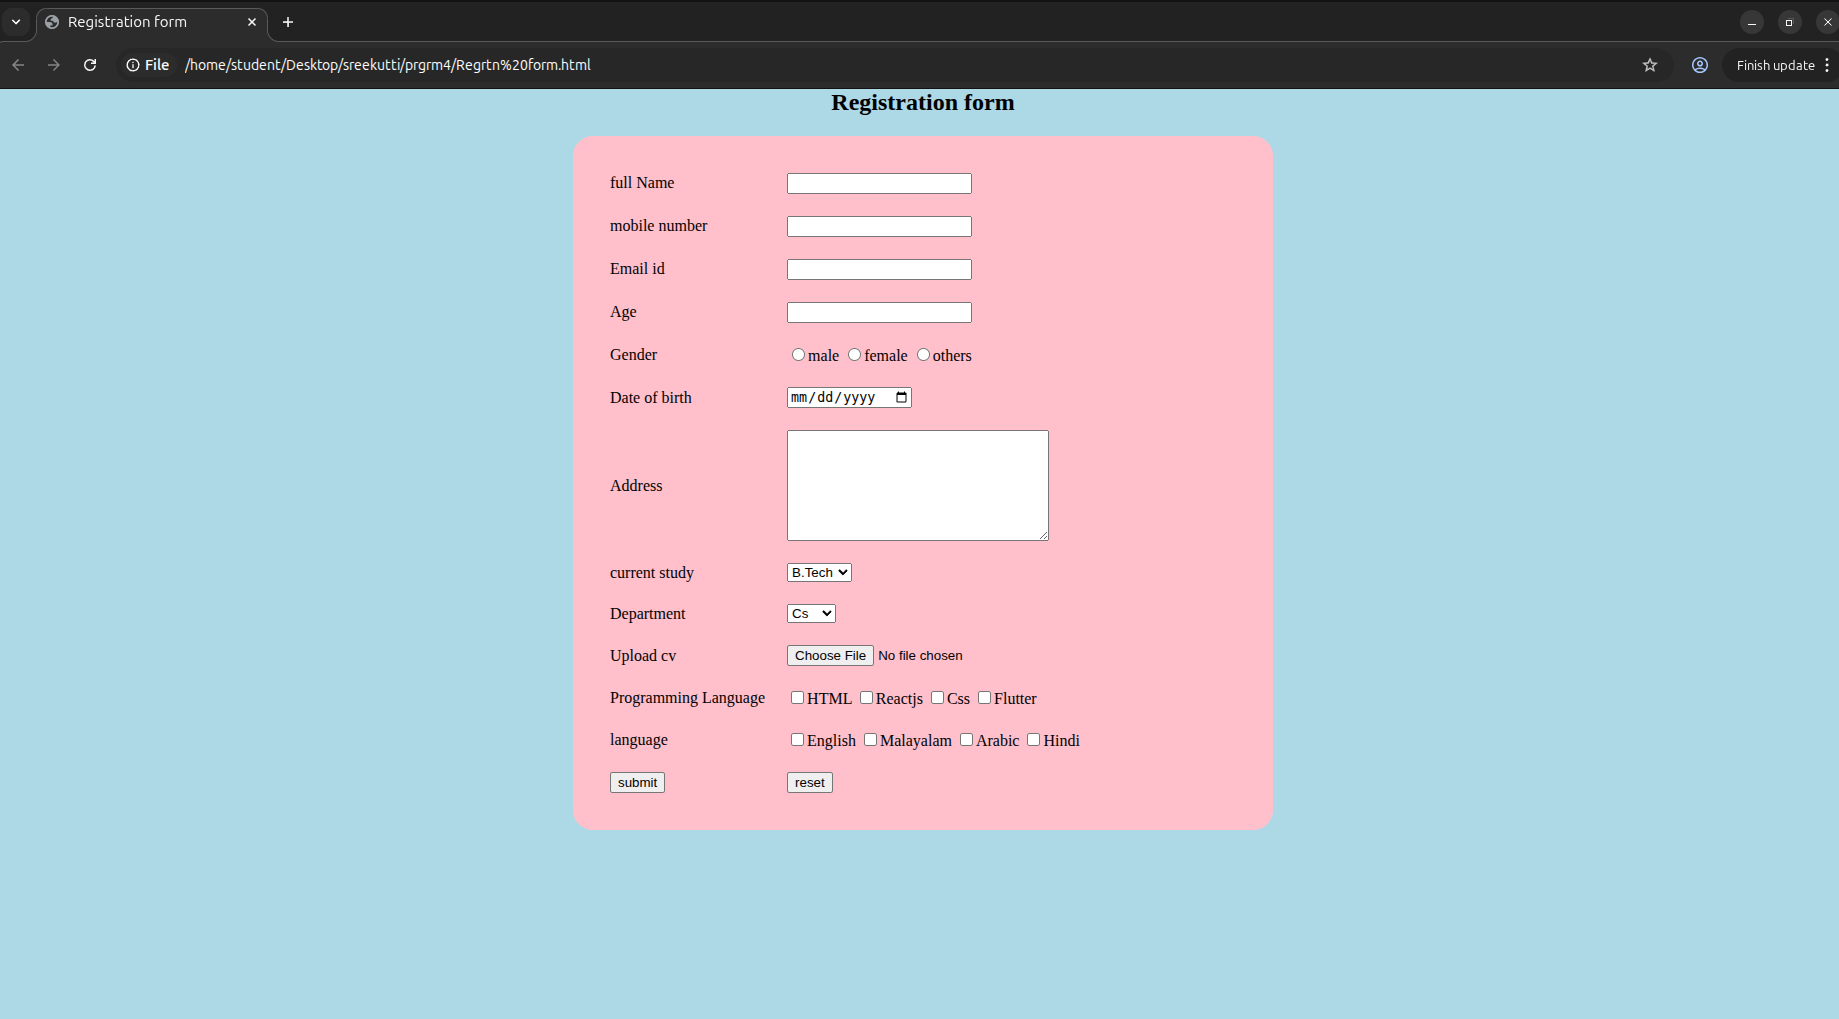 Registration form
File /home/student/Desktop/sreekutti/prgrm4/Regrtn%20form.html Finish update
Registration form
full Name
mobile number
Email id
Age
Gender male female others
Date of birth mm/dd/yyyy
Address
current study B.Tech
Department Cs
Upload cv Choose File No file chosen
Programming Language HTML Reactjs Css Flutter
language English Malayalam Arabic Hindi
submit reset